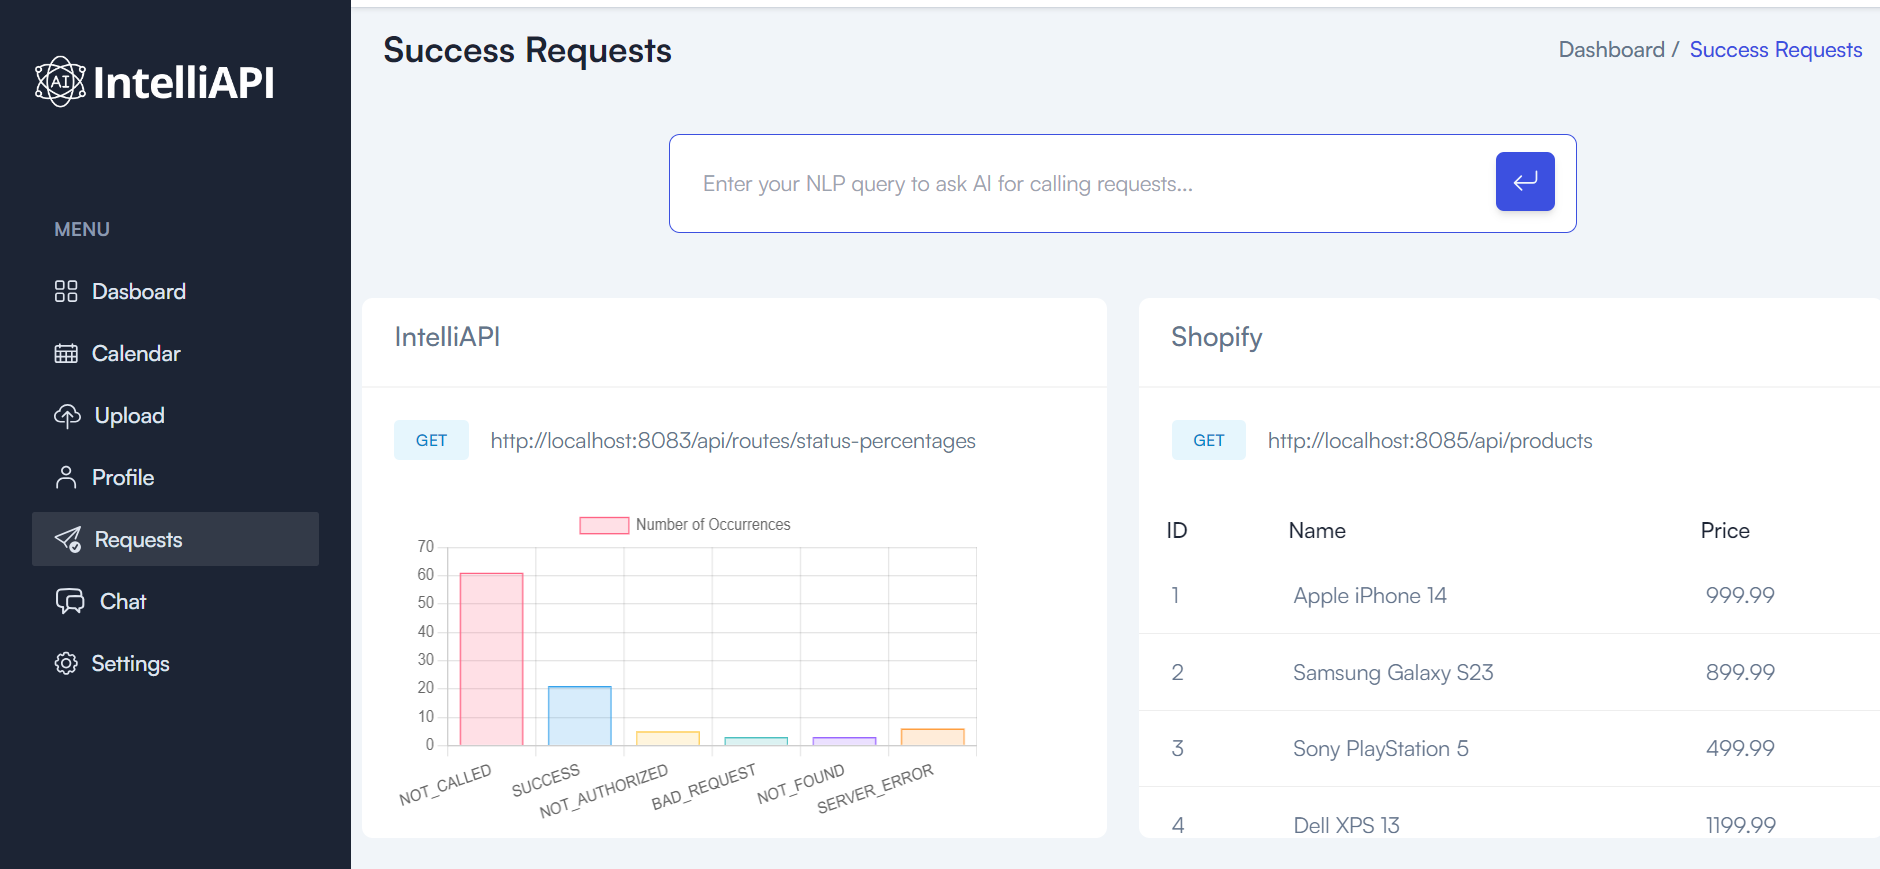 AI IntelliAPI
MENU
Dasboard
Calendar
Upload
Profile
Requests
Chat
Settings
Success Requests
Dashboard / Success Requests
Enter your NLP query to ask AI for calling requests...
IntelliAPI
GET http://localhost:8083/api/routes/status-percentages
Number of Occurrences
70
60
50
40
30
20
10
0
NOT_CALLED
SUCCESS
NOT_AUTHORIZED
BAD_REQUEST
NOT_FOUND
SERVER_ERROR
Shopify
GET http://localhost:8085/api/products
ID Name Price
1 Apple iPhone 14 999.99
2 Samsung Galaxy S23 899.99
3 Sony PlayStation 5 499.99
4 Dell XPS 13 1199.99